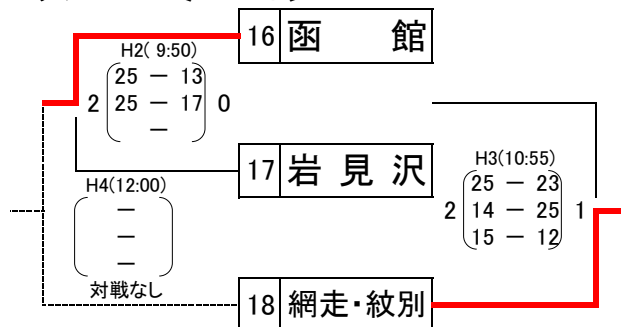 16 函 館
H2( 9:50)
25 － 13
2 25 － 17 0
－
17 岩 見 沢
H3(10:55)
25 － 23
2 14 － 25 1
15 － 12
H4(12:00)
－
－
－
対戦なし
18 網走・紋別